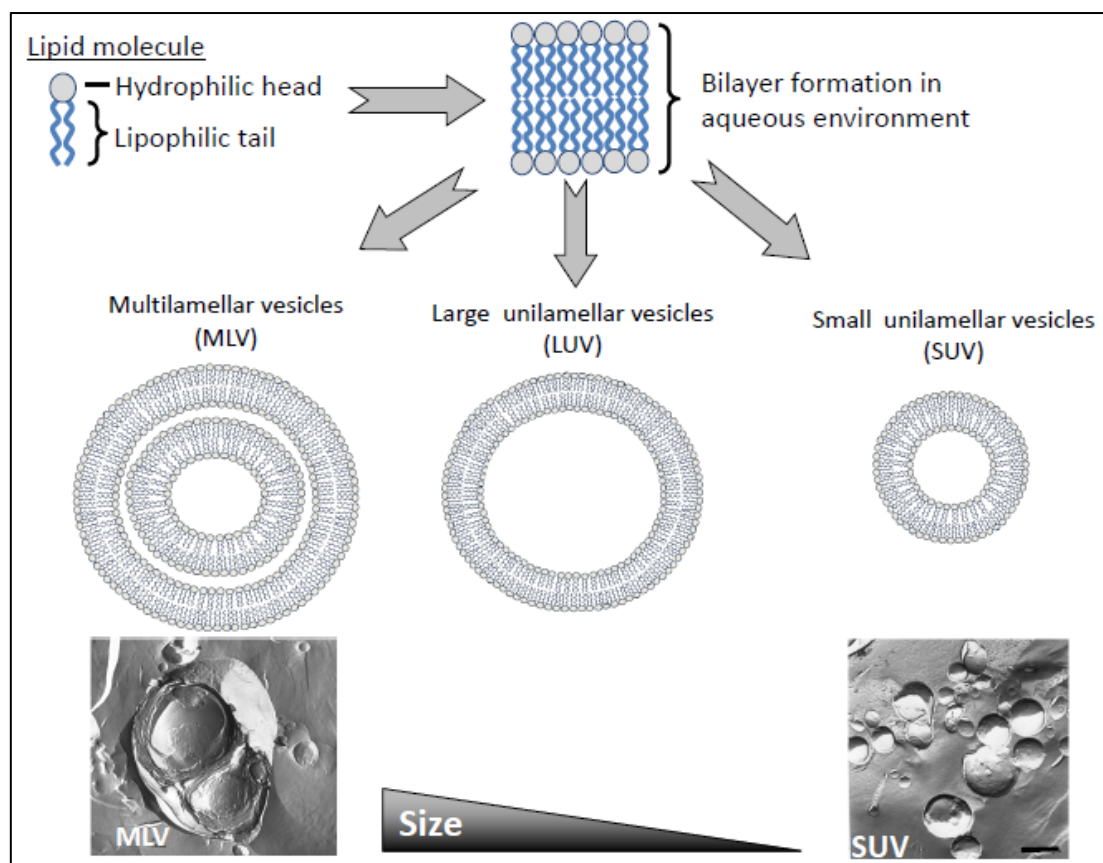 Lipid molecule
Hydrophilic head
Lipophilic tail
Bilayer formation in
aqueous environment
Multilamellar vesicles
(MLV)
Large unilamellar vesicles
(LUV)
Small unilamellar vesicles
(SUV)
MLV
Size
SUV